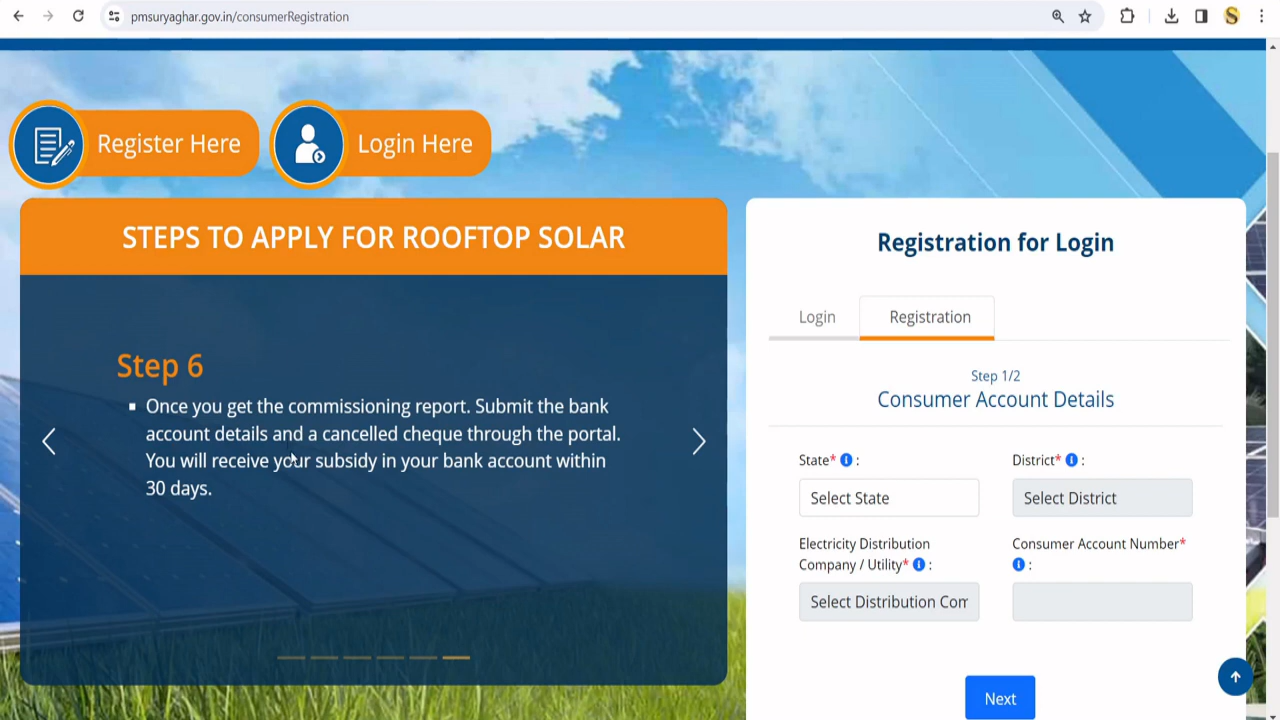 pmsuryaghar.gov.in/consumerRegistration
Register Here
Login Here
STEPS TO APPLY FOR ROOFTOP SOLAR
Step 6
Once you get the commissioning report. Submit the bank
account details and a cancelled cheque through the portal.
You will receive your subsidy in your bank account within
30 days.
Registration for Login
Login
Registration
Step 1/2
Consumer Account Details
State* i :
District* i :
Select State
Select District
Electricity Distribution
Company / Utility* i :
Consumer Account Number*
i :
Select Distribution Com
Next